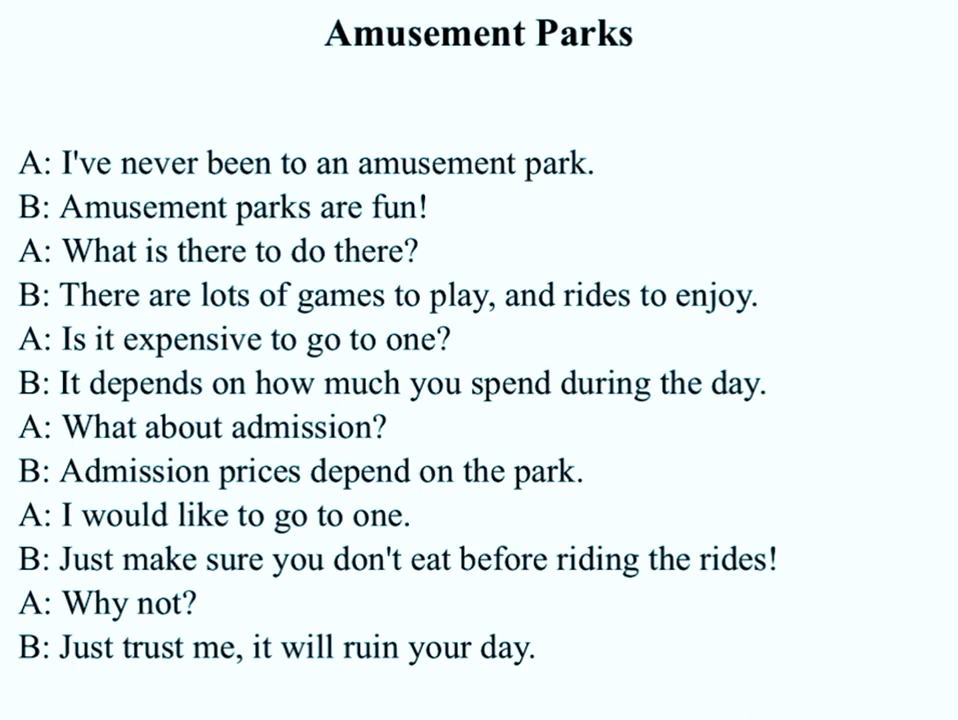 Amusement Parks
A: I've never been to an amusement park.
B: Amusement parks are fun!
A: What is there to do there?
B: There are lots of games to play, and rides to enjoy.
A: Is it expensive to go to one?
B: It depends on how much you spend during the day.
A: What about admission?
B: Admission prices depend on the park.
A: I would like to go to one.
B: Just make sure you don't eat before riding the rides!
A: Why not?
B: Just trust me, it will ruin your day.